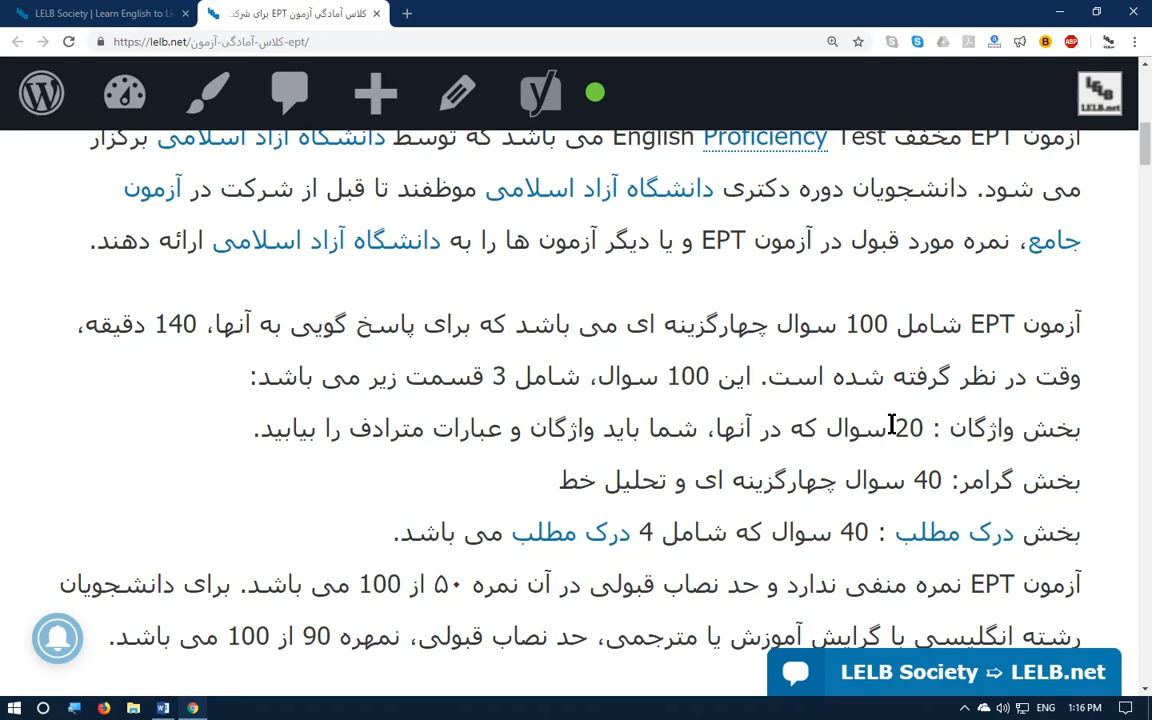 LELB Society | Learn English to Li
کلاس آمادگی آزمون EPT برای شرکت
https://lelb.net/کلاس-آمادگی-آزمون-ept/
ABP
LELB.net
آزمون EPT مخفف English Proficiency Test می باشد که توسط دانشگاه آزاد اسلامی برگزار
می شود. دانشجویان دوره دکتری دانشگاه آزاد اسلامی موظفند تا قبل از شرکت در آزمون
جامع، نمره مورد قبول در آزمون EPT و یا دیگر آزمون ها را به دانشگاه آزاد اسلامی ارائه دهند.
آزمون EPT شامل 100 سوال چهارگزینه ای می باشد که برای پاسخ گویی به آنها، 140 دقیقه،
وقت در نظر گرفته شده است. این 100 سوال، شامل 3 قسمت زیر می باشد:
بخش واژگان : 20 سوال که در آنها، شما باید واژگان و عبارات مترادف را بیابید.
بخش گرامر: 40 سوال چهارگزینه ای و تحلیل خط
بخش درک مطلب : 40 سوال که شامل 4 درک مطلب می باشد.
آزمون EPT نمره منفی ندارد و حد نصاب قبولی در آن نمره ۵۰ از 100 می باشد. برای دانشجویان
رشته انگلیسی با گرایش آموزش یا مترجمی، حد نصاب قبولی، نمهره 90 از 100 می باشد.
LELB Society ⇨ LELB.net
ENG
1:16 PM